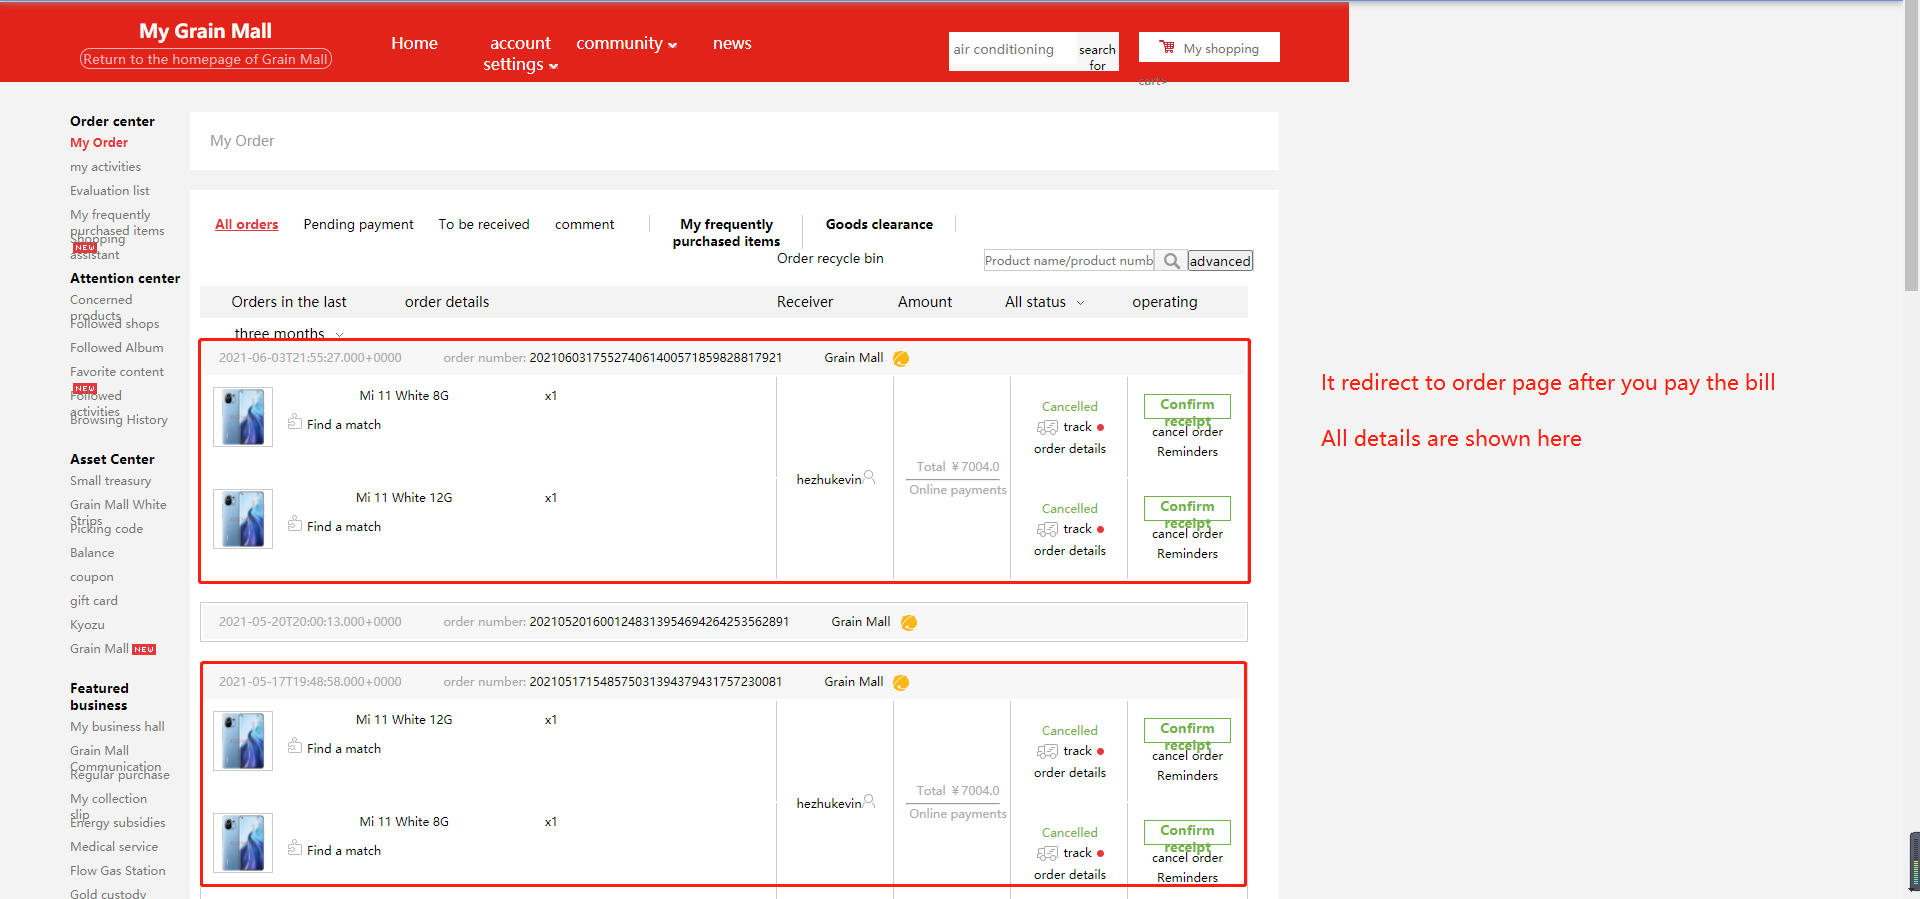 My Grain Mall
Return to the homepage of Grain Mall
Home
account
settings
community
news
air conditioning
search
for
My shopping
cart>
Order center
My Order
my activities
Evaluation list
My frequently
purchased items
Shopping
NEW
assistant
Attention center
Concerned
products
Followed shops
Followed Album
Favorite content
NEW
Followed
activities
Browsing History
Asset Center
Small treasury
Grain Mall White
Strips
Picking code
Balance
coupon
gift card
Kyozu
Grain Mall NEW
Featured
business
My business hall
Grain Mall
Communication
Regular purchase
My collection
slip
Energy subsidies
Medical service
Flow Gas Station
Gold custody
My Order
All orders
Pending payment
To be received
comment
My frequently
purchased items
Goods clearance
Order recycle bin
Product name/product numb
advanced
Orders in the last
three months
order details
Receiver
Amount
All status
operating
2021-06-03T21:55:27.000+0000 order number: 202106031755274061400571859828817921 Grain Mall
Mi 11 White 8G x1
Find a match
Cancelled
track
order details
Confirm
receipt
cancel order
Reminders
hezhukevin
Total ¥7004.0
Online payments
Mi 11 White 12G x1
Find a match
Cancelled
track
order details
Confirm
receipt
cancel order
Reminders
2021-05-20T20:00:13.000+0000 order number: 202105201600124831395469426425356​2891 Grain Mall
2021-05-17T19:48:58.000+0000 order number: 202105171548575031394379431757230081 Grain Mall
Mi 11 White 12G x1
Find a match
Cancelled
track
order details
Confirm
receipt
cancel order
Reminders
hezhukevin
Total ¥7004.0
Online payments
Mi 11 White 8G x1
Find a match
Cancelled
track
order details
Confirm
receipt
cancel order
Reminders
It redirect to order page after you pay the bill
All details are shown here